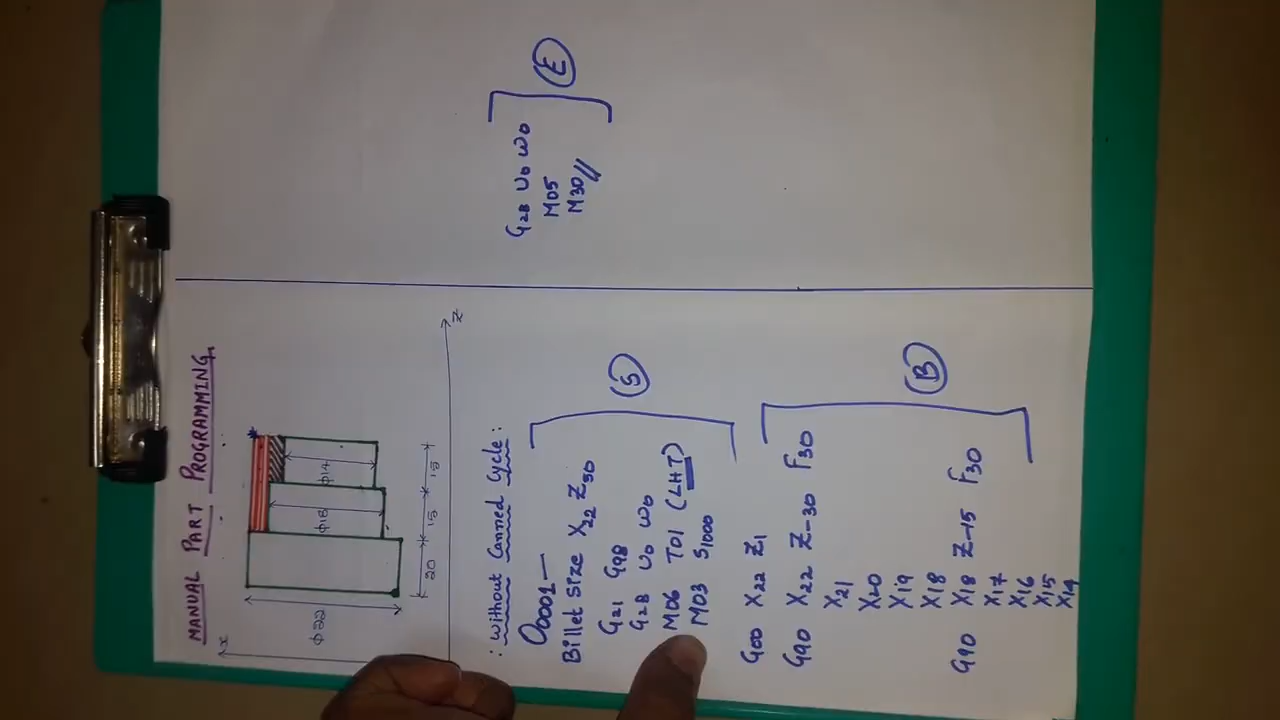 MANUAL PART PROGRAMMING.
x
φ22
φ18
φ14
20
15
15
Z
: Without Canned Cycle:
O0001—
Billet Size X22 Z50
G21 G98
G28 U0 W0
M06 T01 (LHT)
M03 S1000
S
G00 X22 Z1
G90 X22 Z-30 F30
X21
X20
X19
X18
G90 X18 Z-15 F30
X17
X16
X15
X14
B
G28 U0 W0
M05
M30//
E